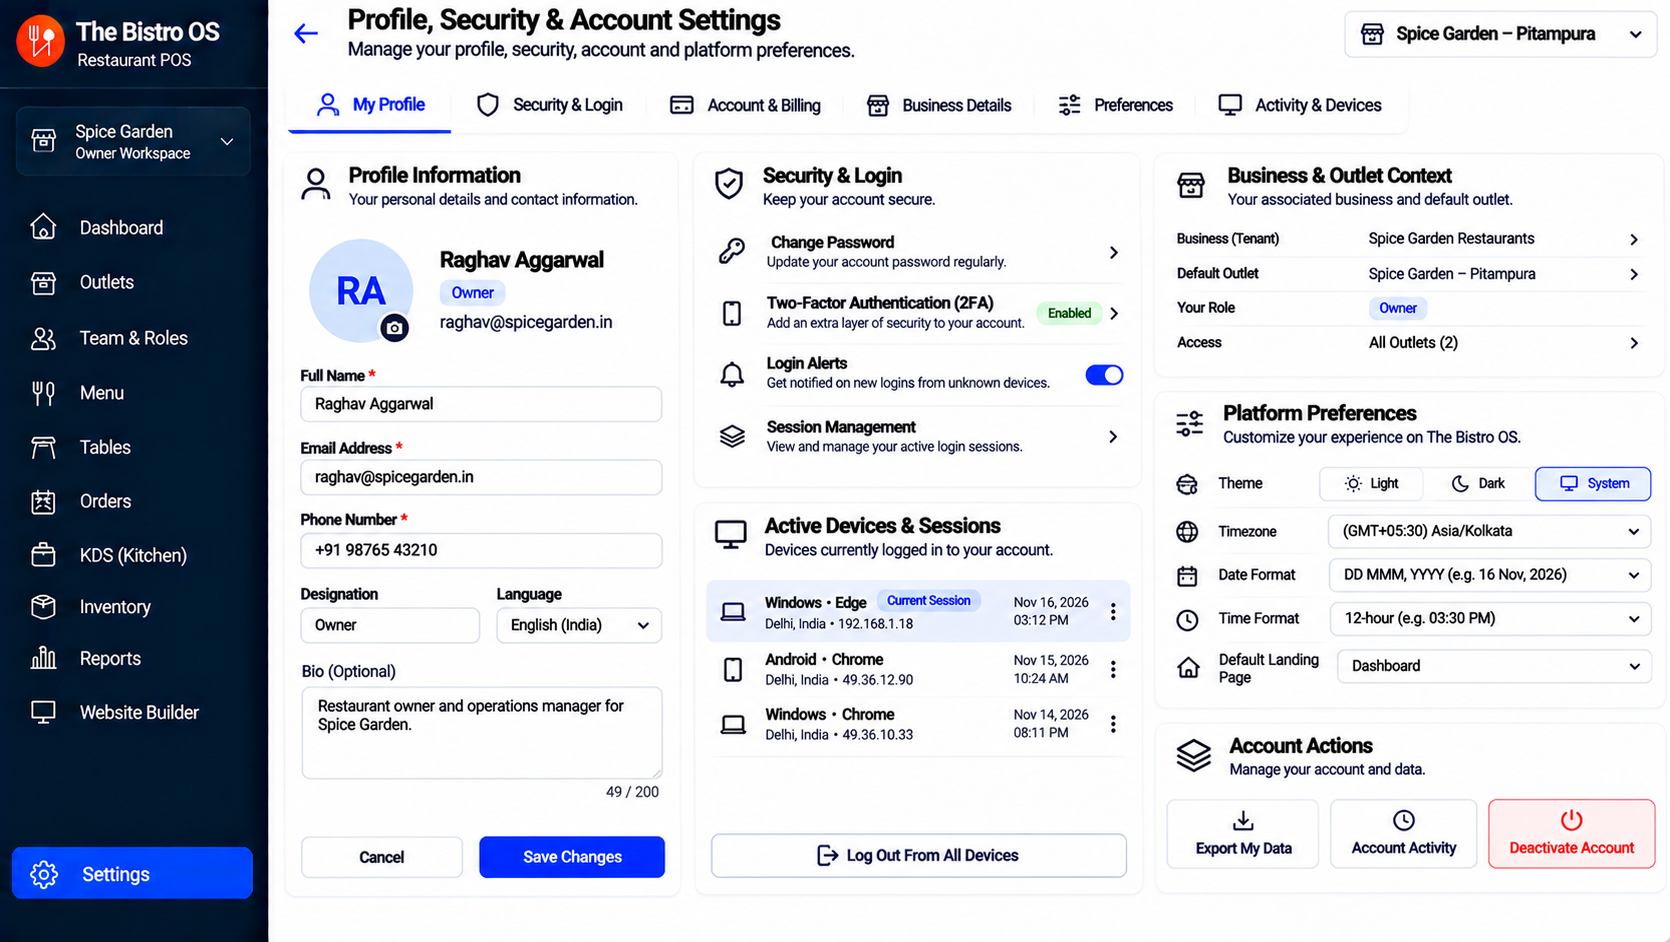 The Bistro OS
Restaurant POS
Spice Garden
Owner Workspace
Dashboard
Outlets
Team & Roles
Menu
Tables
Orders
KDS (Kitchen)
Inventory
Reports
Website Builder
Settings
Profile, Security & Account Settings
Manage your profile, security, account and platform preferences.
Spice Garden – Pitampura
My Profile
Security & Login
Account & Billing
Business Details
Preferences
Activity & Devices
Profile Information
Your personal details and contact information.
RA
Raghav Aggarwal
Owner
raghav@spicegarden.in
Full Name *
Raghav Aggarwal
Email Address *
raghav@spicegarden.in
Phone Number *
+91 98765 43210
Designation
Owner
Language
English (India)
Bio (Optional)
Restaurant owner and operations manager for
Spice Garden.
49 / 200
Cancel
Save Changes
Security & Login
Keep your account secure.
Change Password
Update your account password regularly.
Two-Factor Authentication (2FA)
Add an extra layer of security to your account.
Enabled
Login Alerts
Get notified on new logins from unknown devices.
Session Management
View and manage your active login sessions.
Active Devices & Sessions
Devices currently logged in to your account.
Windows • Edge
Current Session
Delhi, India • 192.168.1.18
Nov 16, 2026
03:12 PM
Android • Chrome
Delhi, India • 49.36.12.90
Nov 15, 2026
10:24 AM
Windows • Chrome
Delhi, India • 49.36.10.33
Nov 14, 2026
08:11 PM
Log Out From All Devices
Business & Outlet Context
Your associated business and default outlet.
Business (Tenant)
Spice Garden Restaurants
Default Outlet
Spice Garden – Pitampura
Your Role
Owner
Access
All Outlets (2)
Platform Preferences
Customize your experience on The Bistro OS.
Theme
Light
Dark
System
Timezone
(GMT+05:30) Asia/Kolkata
Date Format
DD MMM, YYYY (e.g. 16 Nov, 2026)
Time Format
12-hour (e.g. 03:30 PM)
Default Landing
Page
Dashboard
Account Actions
Manage your account and data.
Export My Data
Account Activity
Deactivate Account